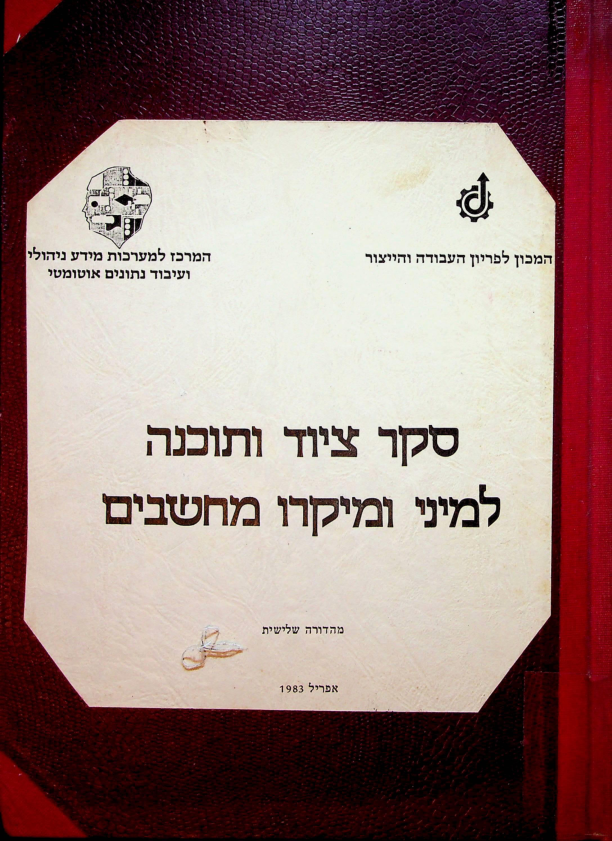 המכון לפריון העבודה והייצור
המרכז למערכות מידע ניהולי
ועיבוד נתונים אוטומטי
סקר ציוד ותוכנה
למיני ומיקרו מחשבים
מהדורה שלישית
אפריל 1983